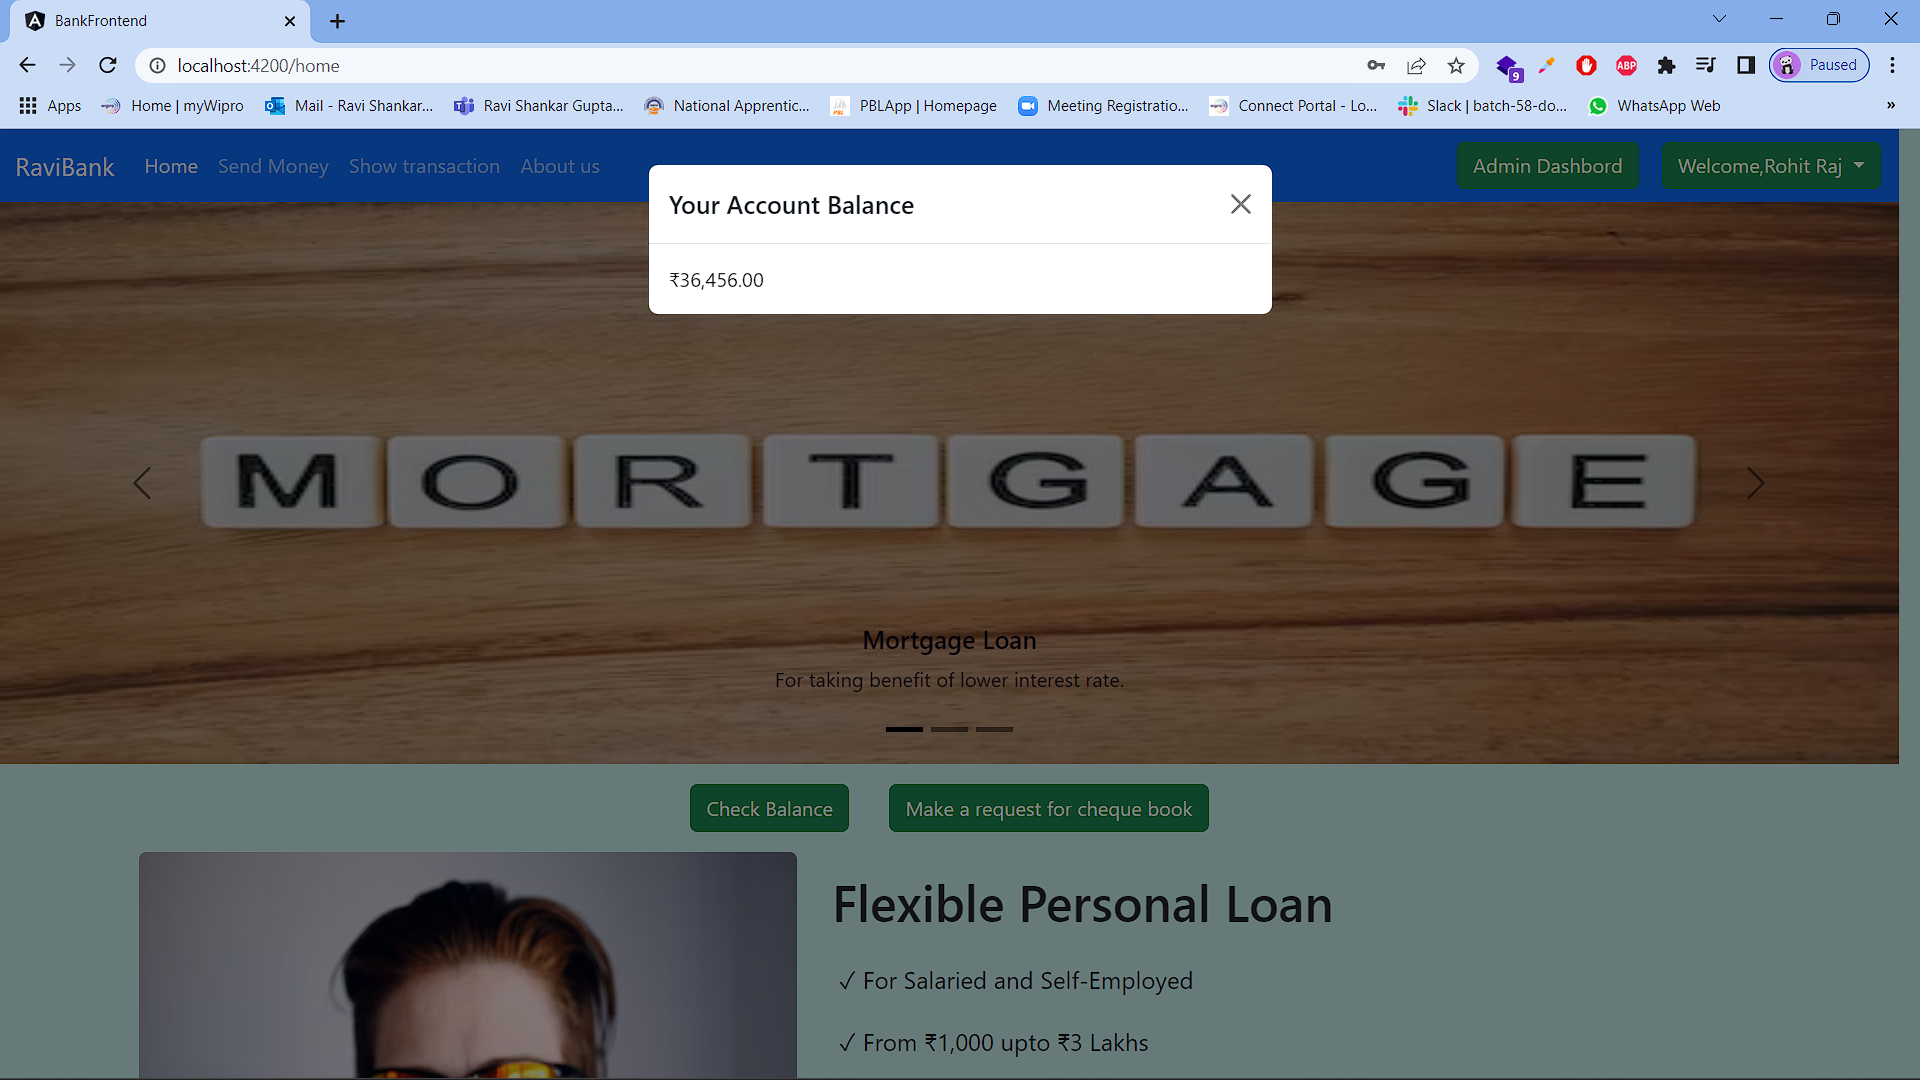 BankFrontend
localhost:4200/home
9
ABP
Paused
Apps
Home | myWipro
Mail - Ravi Shankar...
Ravi Shankar Gupta...
National Apprentic...
PBLApp | Homepage
Meeting Registratio...
Connect Portal - Lo...
Slack | batch-58-do...
WhatsApp Web
»
RaviBank
Home
Send Money
Show transaction
About us
Admin Dashbord
Welcome,Rohit Raj
Your Account Balance
₹36,456.00
MORTGAGE
Mortgage Loan
For taking benefit of lower interest rate.
Check Balance
Make a request for cheque book
Flexible Personal Loan
✓ For Salaried and Self-Employed
✓ From ₹1,000 upto ₹3 Lakhs